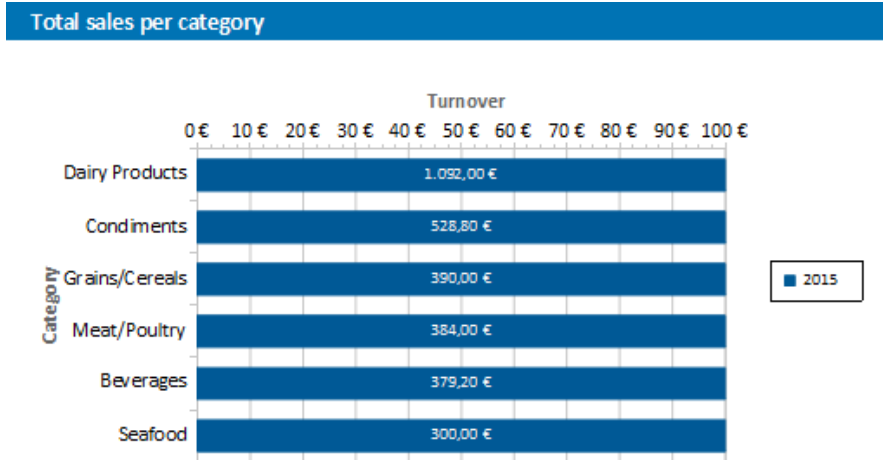 Total sales per category
Turnover
0 € 10 € 20 € 30 € 40 € 50 € 60 € 70 € 80 € 90 € 100 €
Category
Dairy Products 1.092,00 €
Condiments 528,80 €
Grains/Cereals 390,00 €
Meat/Poultry 384,00 €
Beverages 379,20 €
Seafood 300,00 €
2015